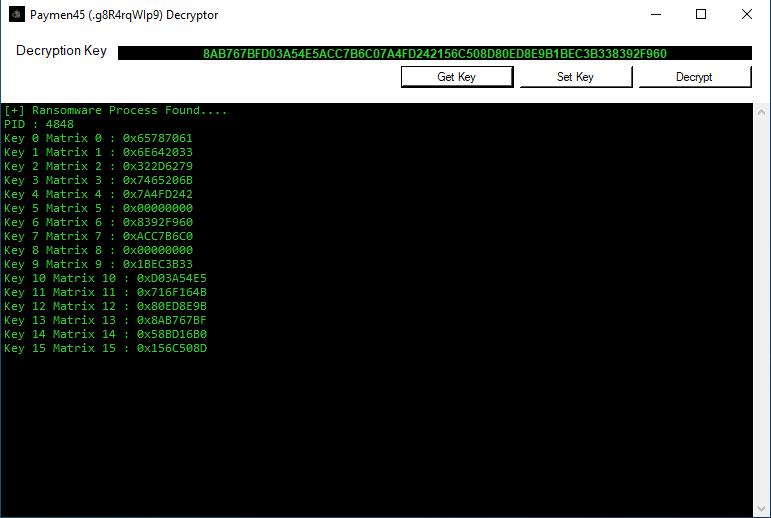 Paymen45 (.g8R4rqWIp9) Decryptor
Decryption Key 8AB767BFD03A54E5ACC7B6C07A4FD242156C508D80ED8E9B1BEC3B338392F960
Get Key Set Key Decrypt
[+] Ransomware Process Found....
PID : 4848
Key 0 Matrix 0 : 0x65787061
Key 1 Matrix 1 : 0x6E642033
Key 2 Matrix 2 : 0x322D6279
Key 3 Matrix 3 : 0x7465206B
Key 4 Matrix 4 : 0x7A4FD242
Key 5 Matrix 5 : 0x00000000
Key 6 Matrix 6 : 0x8392F960
Key 7 Matrix 7 : 0xACC7B6C0
Key 8 Matrix 8 : 0x00000000
Key 9 Matrix 9 : 0x1BEC3B33
Key 10 Matrix 10 : 0xD03A54E5
Key 11 Matrix 11 : 0x716F164B
Key 12 Matrix 12 : 0x80ED8E9B
Key 13 Matrix 13 : 0x8AB767BF
Key 14 Matrix 14 : 0x58BD16B0
Key 15 Matrix 15 : 0x156C508D